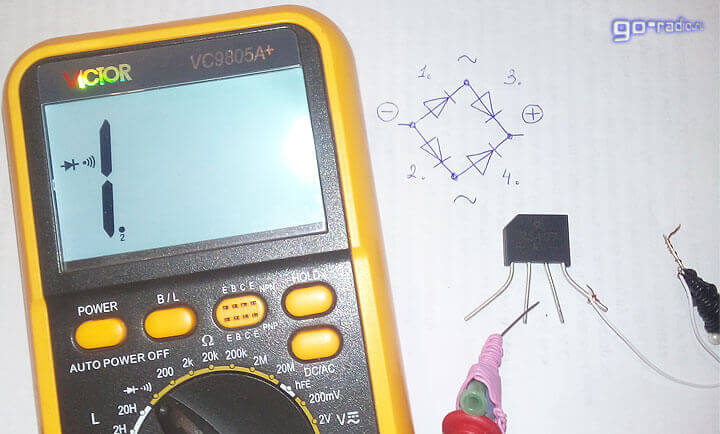 go-radio.ru
VICTOR VC9805A+
1
2
~
1. 3.
− +
2. 4.
~
POWER B/L E B C E NPN HOLD
E B C E PNP
AUTO POWER OFF Ω DC/AC
200 2k 20k 200k 2M 20M hFE
200mV
L 20H 2V V
2H